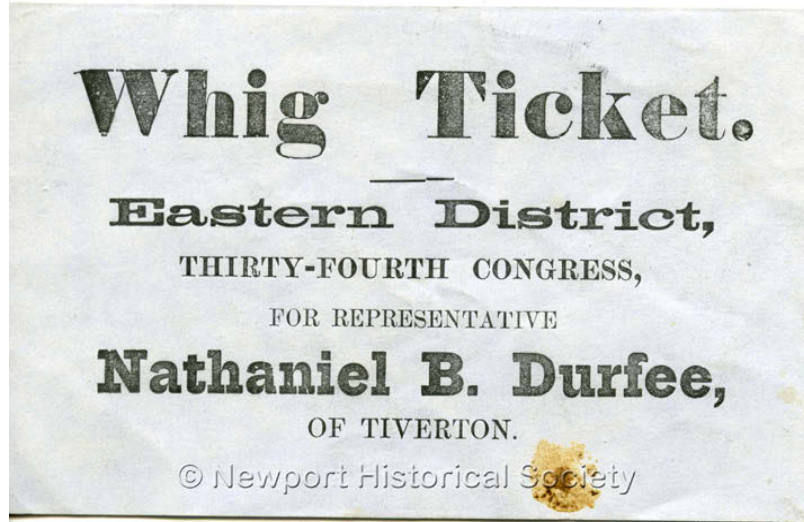 Whig Ticket.
Eastern District,
THIRTY-FOURTH CONGRESS,
FOR REPRESENTATIVE
Nathaniel B. Durfee,
OF TIVERTON.
© Newport Historical Society